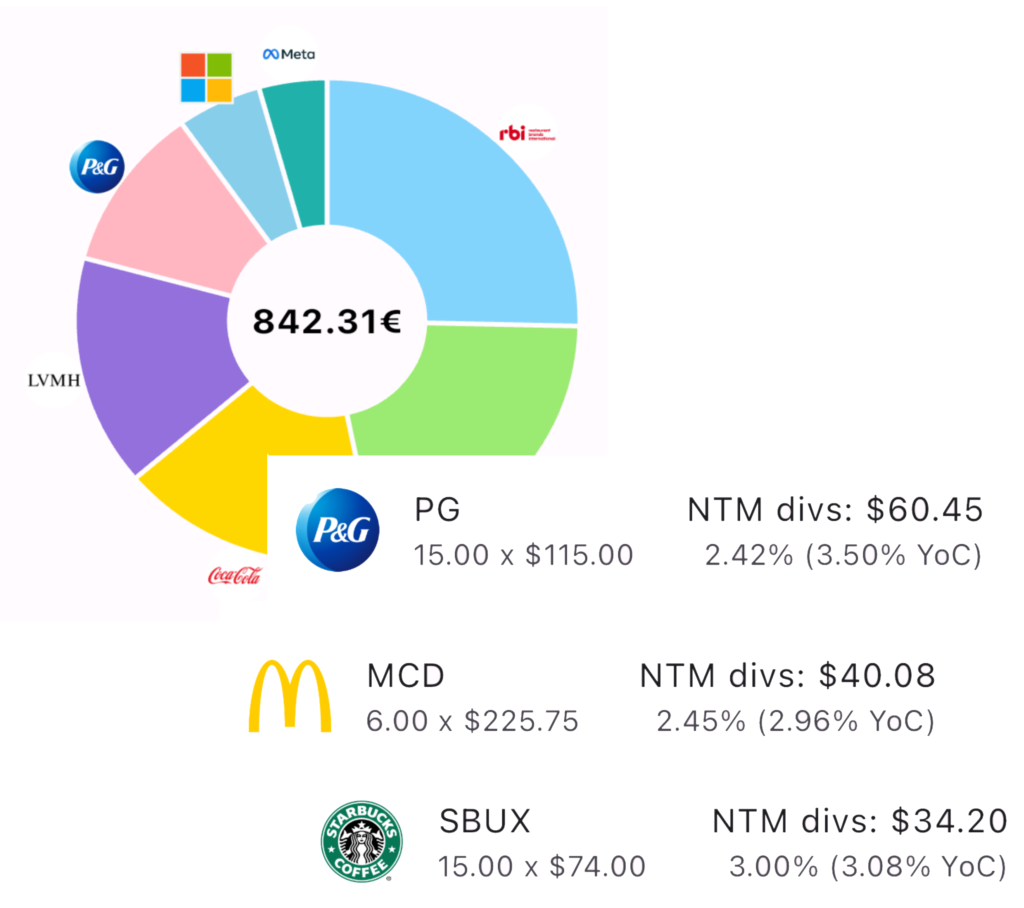 Meta
rbi restaurant brands international
P&G
842.31€
LVMH
Coca-Cola
P&G
PG
NTM divs: $60.45
15.00 x $115.00
2.42% (3.50% YoC)
MCD
NTM divs: $40.08
6.00 x $225.75
2.45% (2.96% YoC)
STARBUCKS
COFFEE
SBUX
NTM divs: $34.20
15.00 x $74.00
3.00% (3.08% YoC)